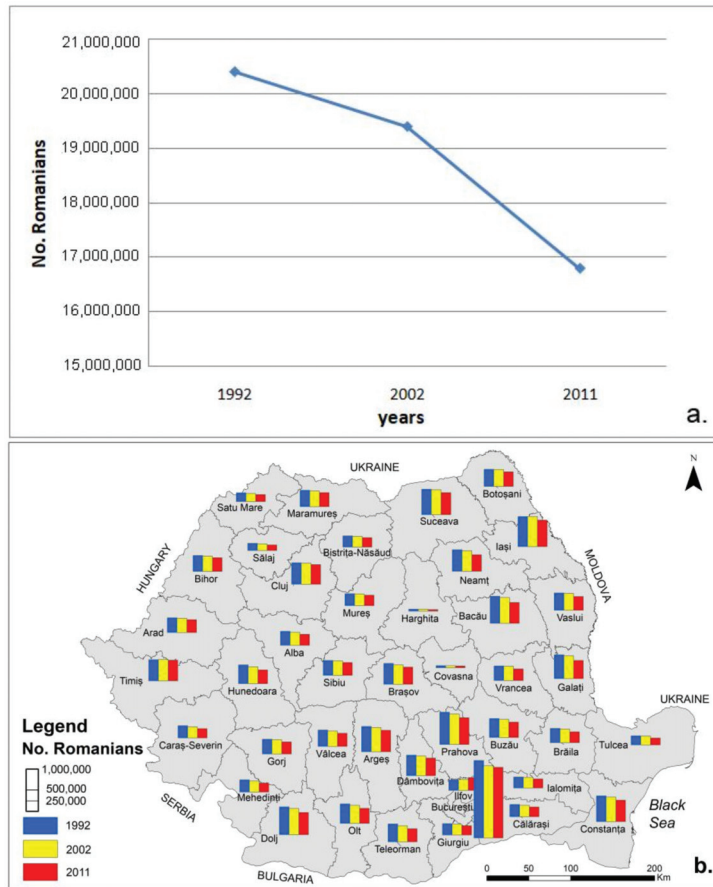 21,000,000
20,000,000
19,000,000
18,000,000
17,000,000
16,000,000
15,000,000
No. Romanians
1992 2002 2011
years
a.
UKRAINE
N
Botoșani
Satu Mare
Maramureș
Suceava
Iași
Sălaj
Bistrița-Năsăud
HUNGARY
Bihor
Cluj
Neamț
MOLDOVA
Mureș
Harghita
Bacău
Vaslui
Arad
Alba
Timiș
Hunedoara
Sibiu
Brașov
Covasna
Vrancea
Galați
UKRAINE
Legend
No. Romanians
1,000,000
500,000
250,000
1992
2002
2011
Caraș-Severin
Gorj
Vâlcea
Argeș
Prahova
Buzău
Brăila
Tulcea
Dâmbovița
Mehedinți
Ilfov
București
Ialomița
SERBIA
Dolj
Olt
Teleorman
Giurgiu
Călărași
Constanța
Black
Sea
BULGARIA
0 50 100 200
Km
b.